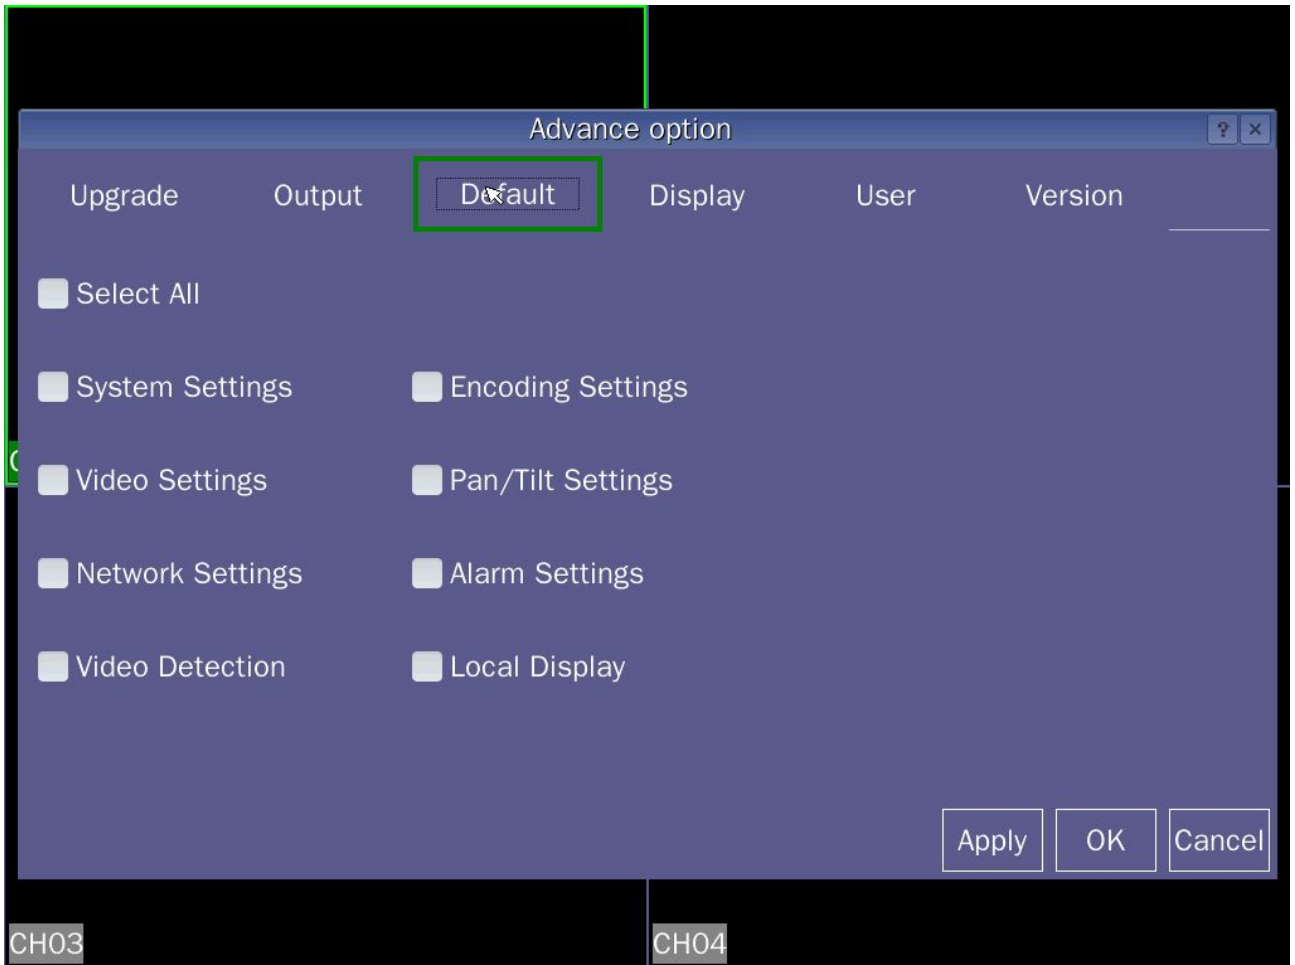 Advance option ? ×
Upgrade Output Default Display User Version
Select All
System Settings Encoding Settings
Video Settings Pan/Tilt Settings
Network Settings Alarm Settings
Video Detection Local Display
Apply OK Cancel
CH03 CH04